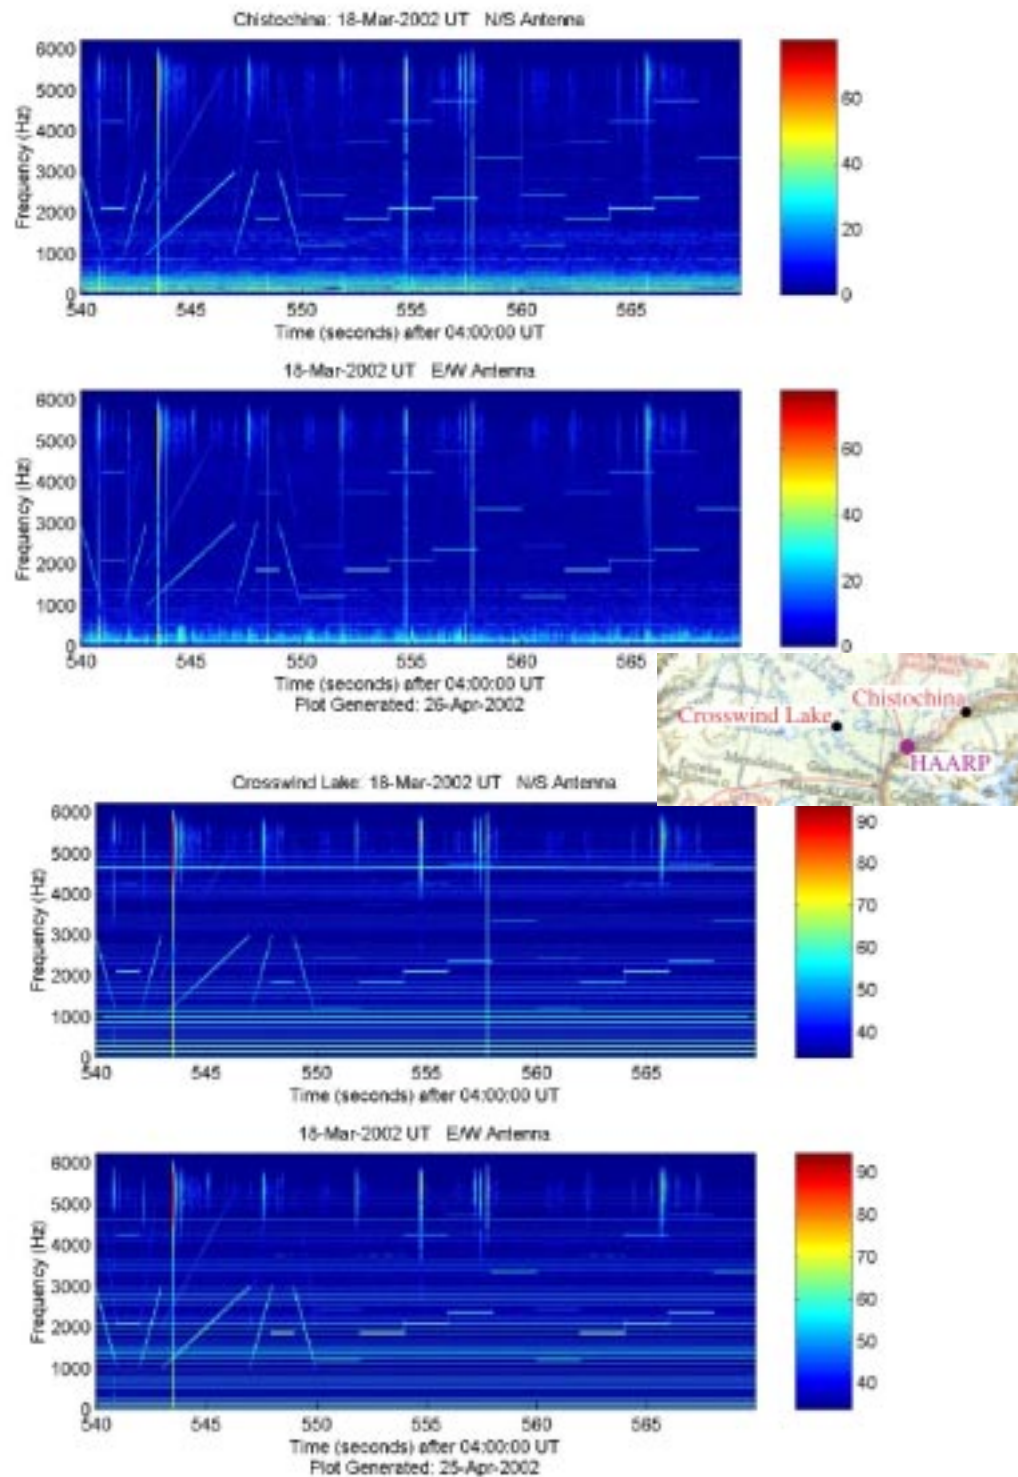 Chistochina: 18-Mar-2002 UT N/S Antenna
Frequency (Hz)
6000
5000
4000
3000
2000
1000
0
540 545 550 555 560 565
Time (seconds) after 04:00:00 UT
60
40
20
0
18-Mar-2002 UT E/W Antenna
Frequency (Hz)
6000
5000
4000
3000
2000
1000
0
540 545 550 555 560 565
Time (seconds) after 04:00:00 UT
Plot Generated: 26-Apr-2002
60
40
20
0
Chistochina
Crosswind Lake
HAARP
Crosswind Lake: 18-Mar-2002 UT N/S Antenna
Frequency (Hz)
6000
5000
4000
3000
2000
1000
0
540 545 550 555 560 565
Time (seconds) after 04:00:00 UT
90
80
70
60
50
40
18-Mar-2002 UT E/W Antenna
Frequency (Hz)
6000
5000
4000
3000
2000
1000
0
540 545 550 555 560 565
Time (seconds) after 04:00:00 UT
Plot Generated: 25-Apr-2002
90
80
70
60
50
40